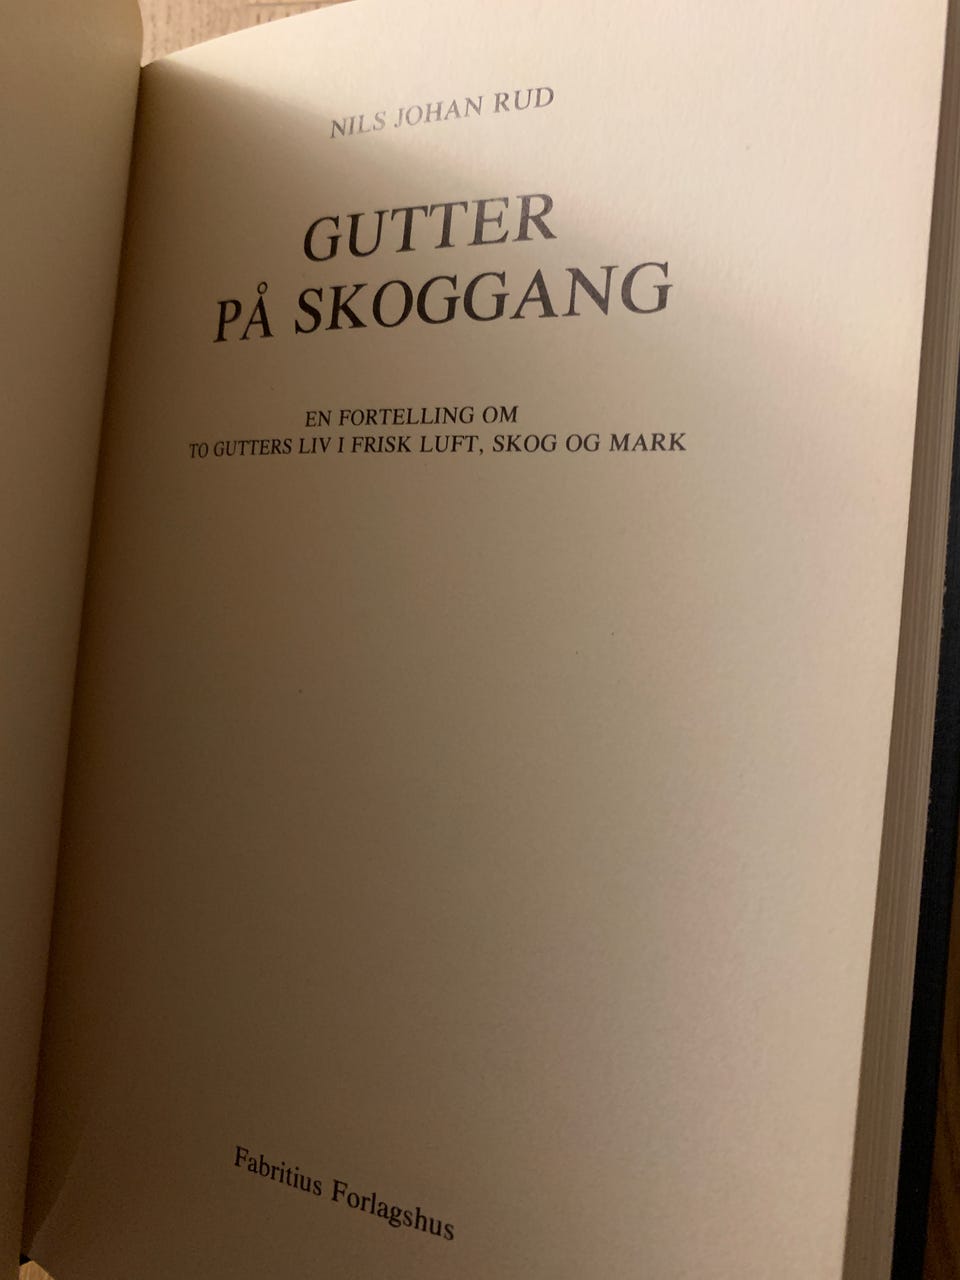 NILS JOHAN RUD
GUTTER
PÅ SKOGGANG
EN FORTELLING OM
TO GUTTERS LIV I FRISK LUFT, SKOG OG MARK
Fabritius Forlagshus